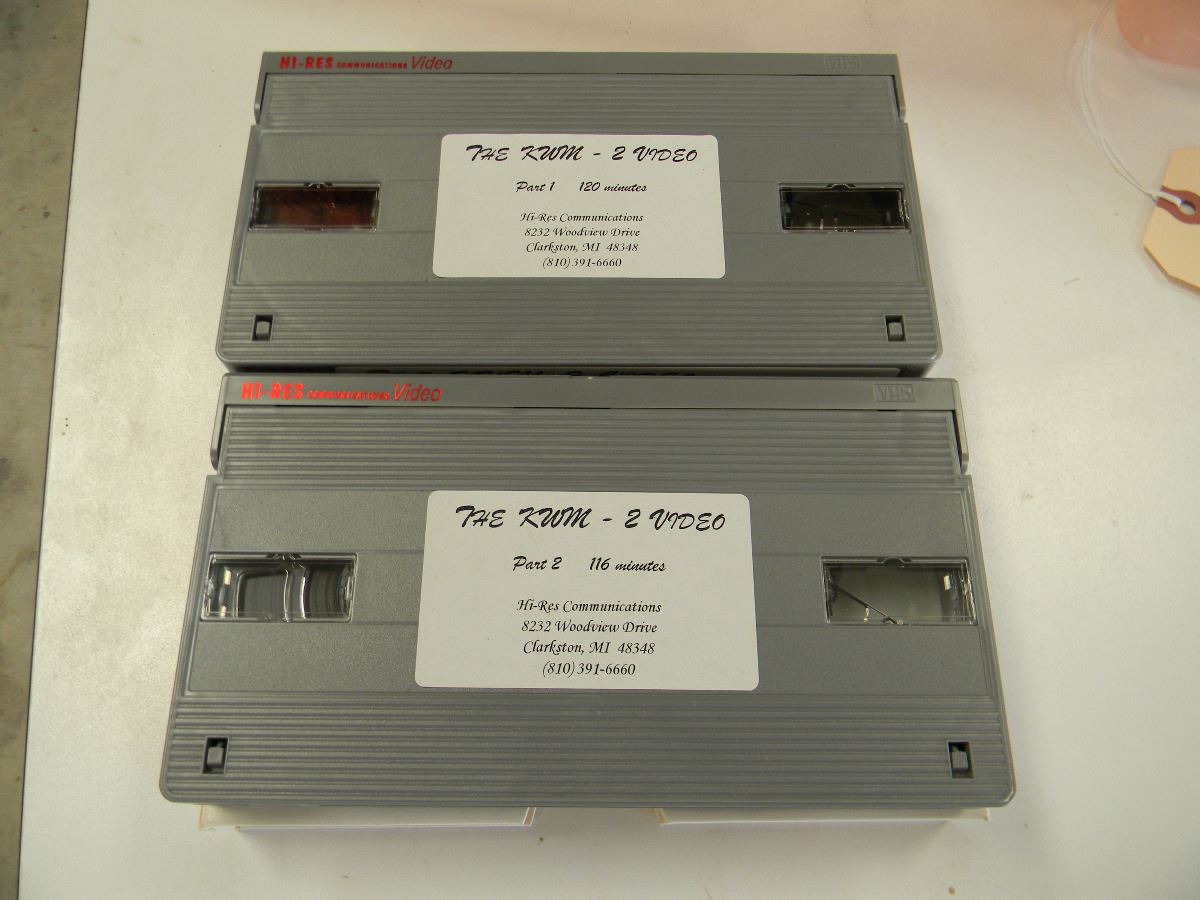 HI-RES COMMUNICATIONS Video VHS
THE KWM - 2 VIDEO
Part 1 120 minutes
Hi-Res Communications
8232 Woodview Drive
Clarkston, MI 48348
(810) 391-6660
HI-RES COMMUNICATIONS Video VHS
THE KWM - 2 VIDEO
Part 2 116 minutes
Hi-Res Communications
8232 Woodview Drive
Clarkston, MI 48348
(810) 391-6660